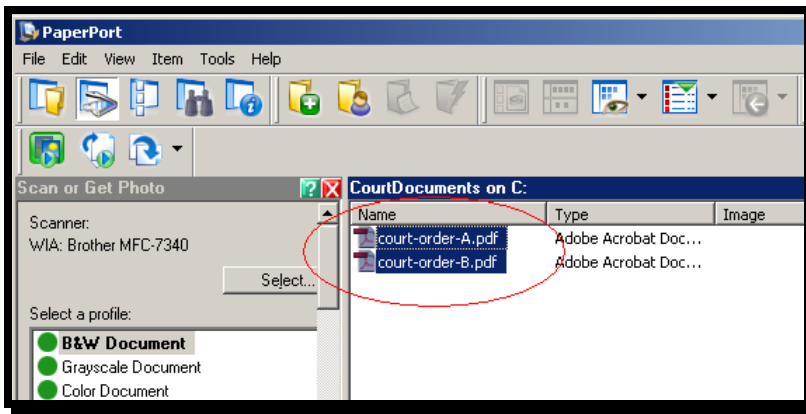 PaperPort
File Edit View Item Tools Help
Scan or Get Photo
Scanner:
WIA: Brother MFC-7340
Select...
Select a profile:
B&W Document
Grayscale Document
Color Document
CourtDocuments on C:
Name Type Image
court-order-A.pdf Adobe Acrobat Doc...
court-order-B.pdf Adobe Acrobat Doc...